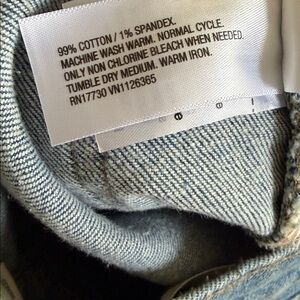 99% COTTON / 1% SPANDEX.
MACHINE WASH WARM. NORMAL CYCLE.
ONLY NON CHLORINE BLEACH WHEN NEEDED.
TUMBLE DRY MEDIUM. WARM IRON.
RN17730 VN1126365